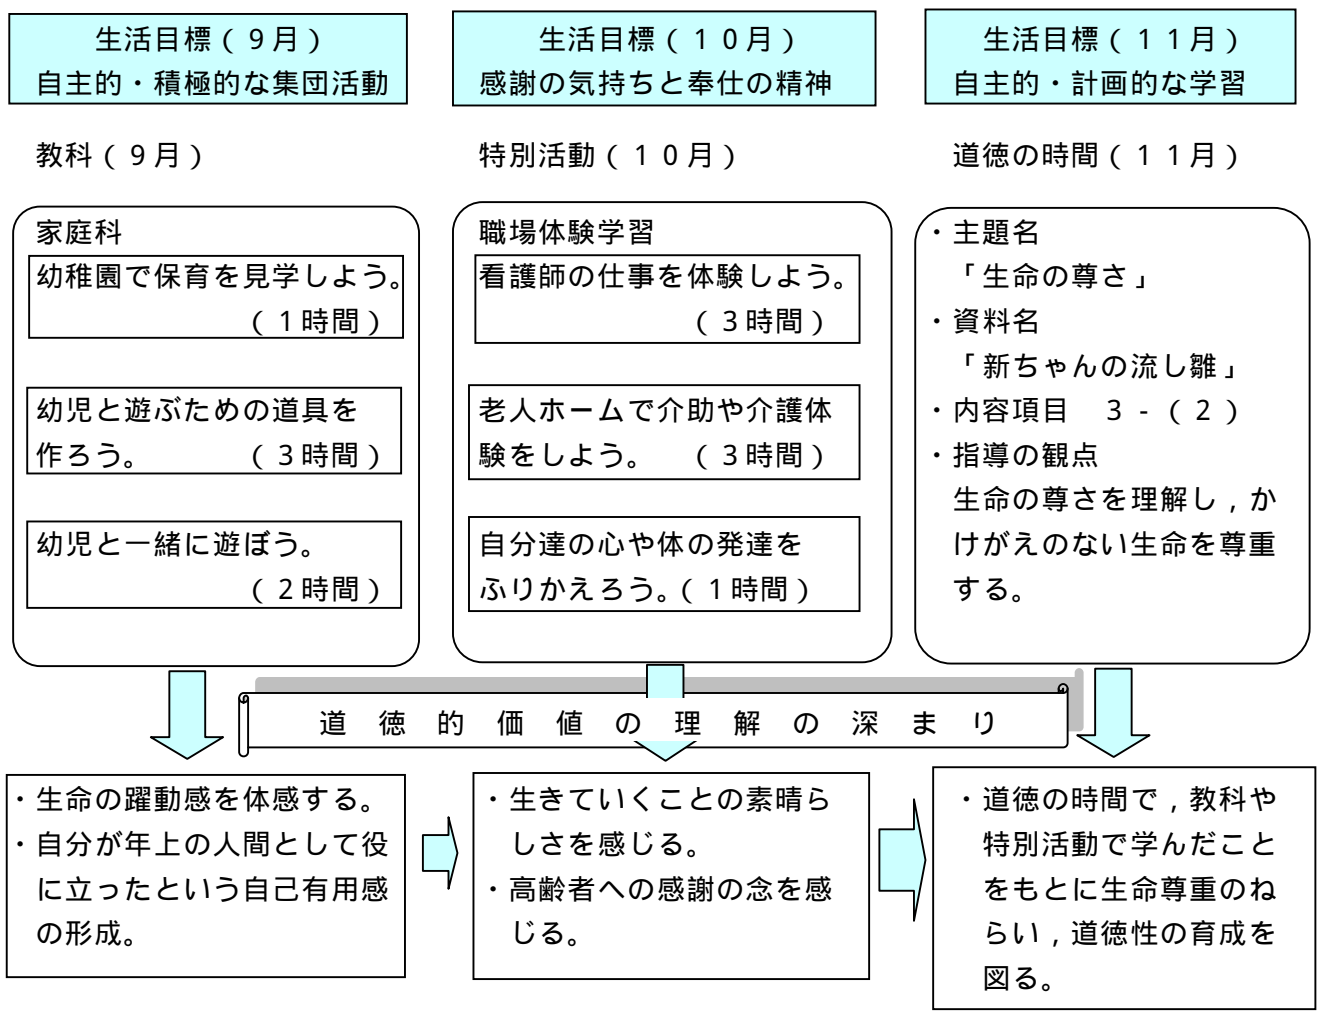 生活目標（９月）
自主的・積極的な集団活動
生活目標（１０月）
感謝の気持ちと奉仕の精神
生活目標（１１月）
自主的・計画的な学習
教科（９月）
特別活動（１０月）
道徳の時間（１１月）
家庭科
幼稚園で保育を見学しよう。
（１時間）
幼児と遊ぶための道具を
作ろう。　（３時間）
幼児と一緒に遊ぼう。
（２時間）
職場体験学習
看護師の仕事を体験しよう。
（３時間）
老人ホームで介助や介護体
験をしよう。　（３時間）
自分達の心や体の発達を
ふりかえろう。（１時間）
・主題名
「生命の尊さ」
・資料名
「新ちゃんの流し雛」
・内容項目　３-（２）
・指導の観点
生命の尊さを理解し，か
けがえのない生命を尊重
する。
道徳的価値の理解の深まり
・生命の躍動感を体感する。
・自分が年上の人間として役
に立ったという自己有用感
の形成。
・生きていくことの素晴ら
しさを感じる。
・高齢者への感謝の念を感
じる。
・道徳の時間で，教科や
特別活動で学んだこと
をもとに生命尊重のね
らい，道徳性の育成を
図る。